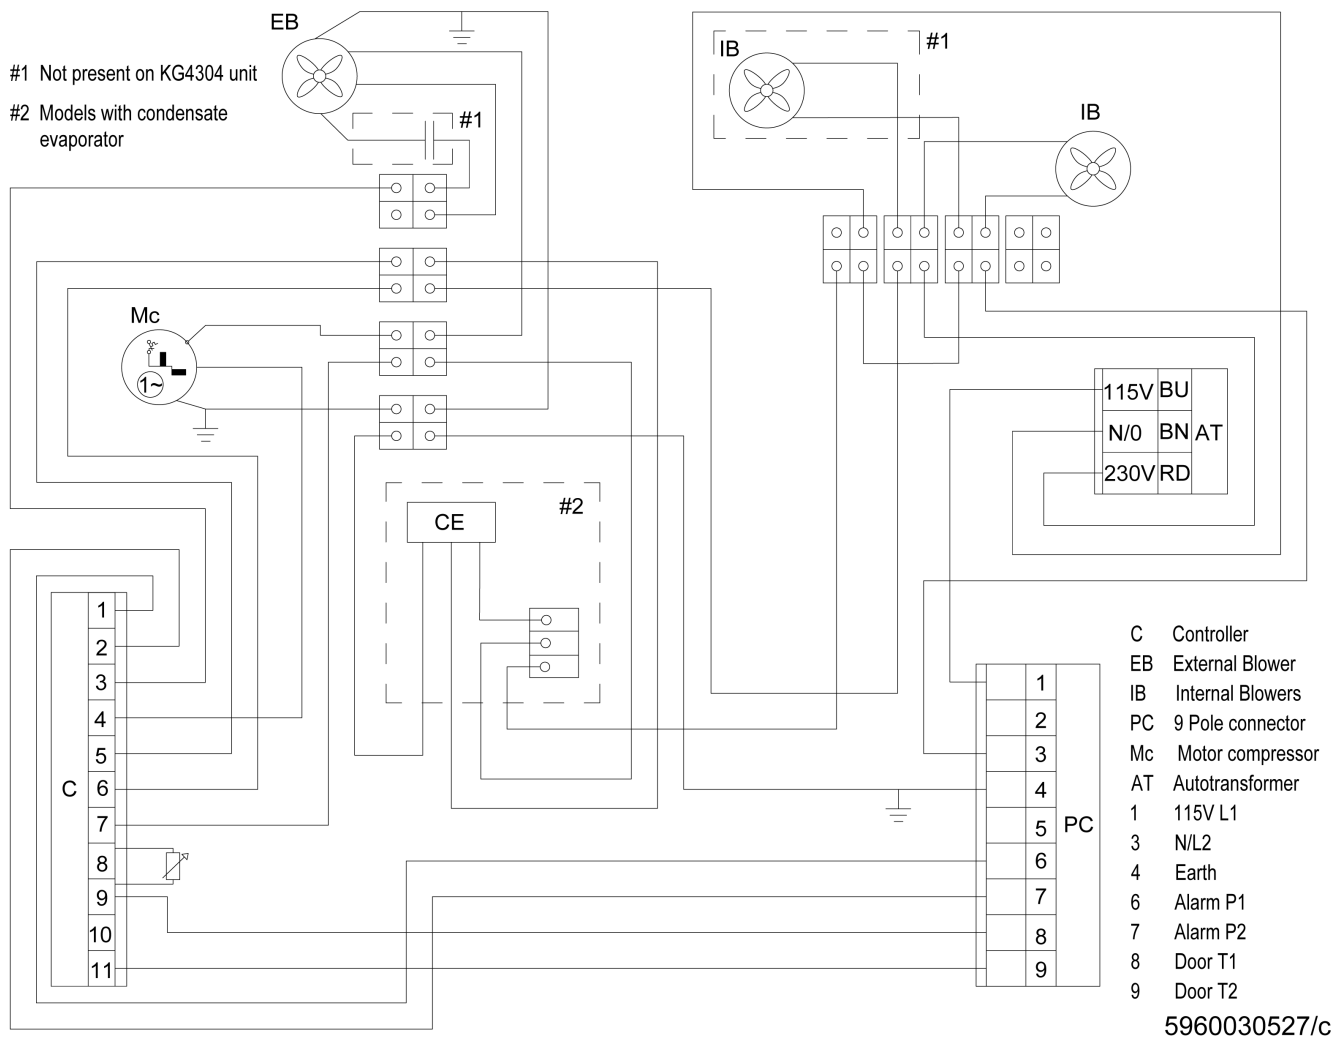 EB
#1 Not present on KG4304 unit
#2 Models with condensate
evaporator
#1
IB
#1
IB
Mc
1~
115V BU
N/0 BN AT
230V RD
#2
CE
C
1
2
3
4
5
6
7
8
9
10
11
PC
1
2
3
4
5
6
7
8
9
C Controller
EB External Blower
IB Internal Blowers
PC 9 Pole connector
Mc Motor compressor
AT Autotransformer
1 115V L1
3 N/L2
4 Earth
6 Alarm P1
7 Alarm P2
8 Door T1
9 Door T2
5960030527/c